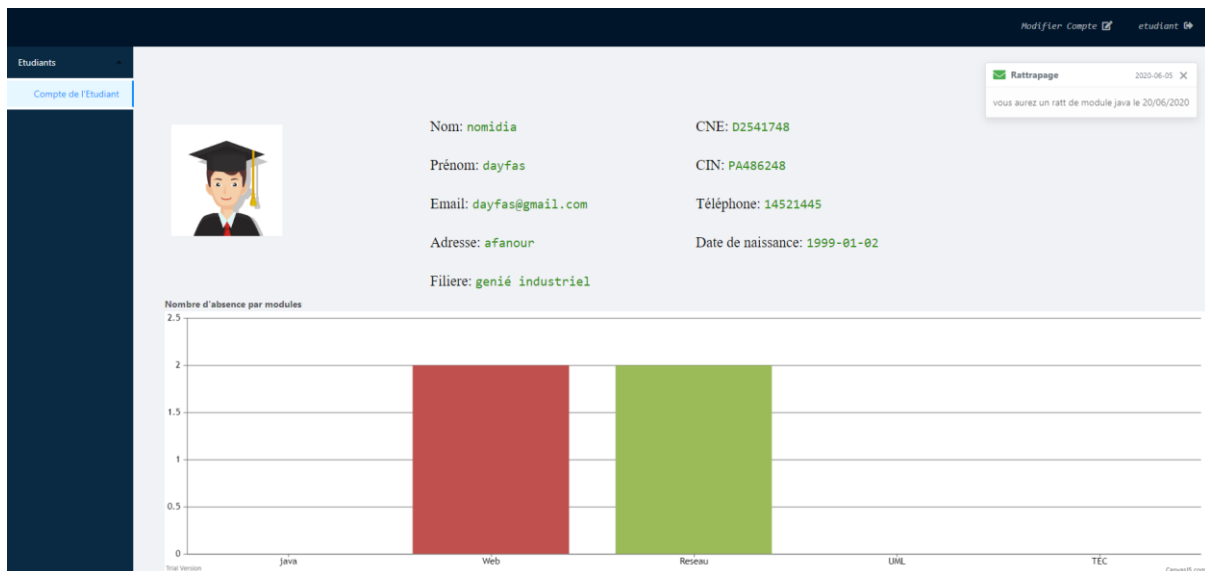 Modifier Compte etudiant
Etudiants
Compte de l'Etudiant
Rattrapage 2020-06-05
vous aurez un ratt de module java le 20/06/2020
Nom: nomidia CNE: D2541748
Prénom: dayfas CIN: PA486248
Email: dayfas@gmail.com Téléphone: 14521445
Adresse: afanour Date de naissance: 1999-01-02
Filiere: genié industriel
Nombre d'absence par modules
2.5
2
1.5
1
0.5
0
java Web Reseau UML TÉC
Trial Version CanvasJS.com